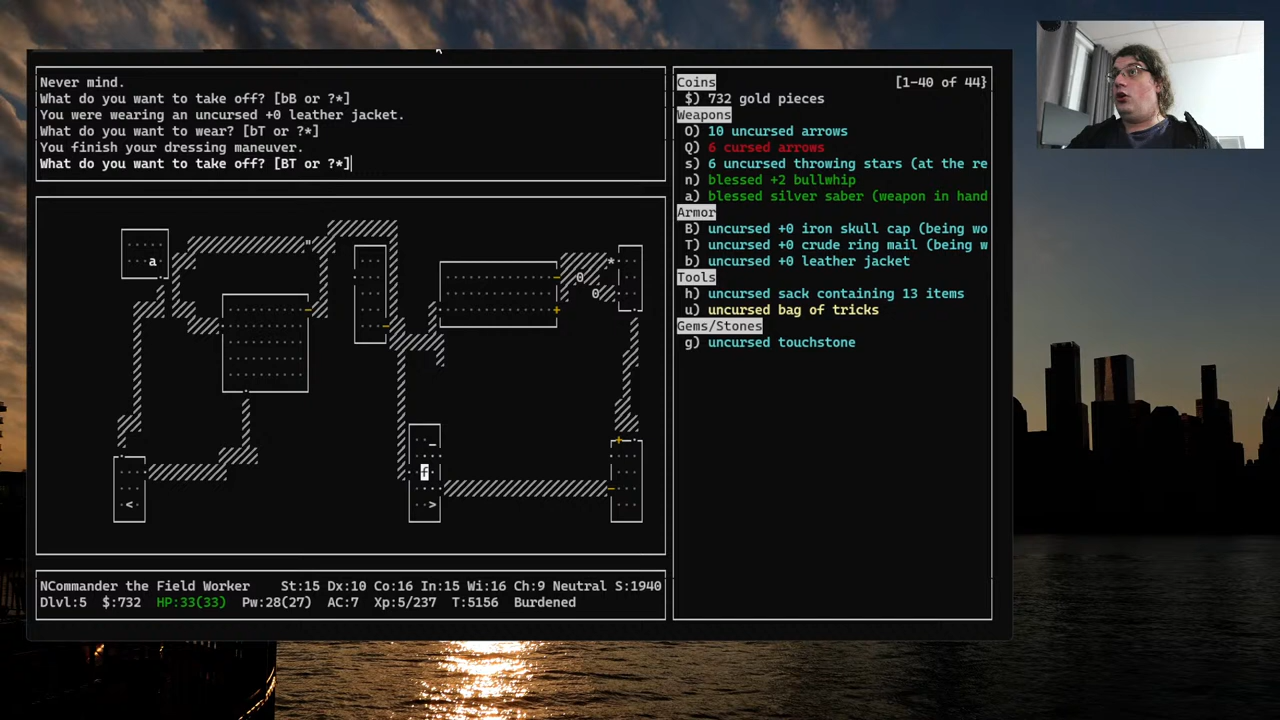 Never mind.
What do you want to take off? [bB or ?*]
You were wearing an uncursed +0 leather jacket.
What do you want to wear? [bT or ?*]
You finish your dressing maneuver.
What do you want to take off? [BT or ?*]
NCommander the Field Worker St:15 Dx:10 Co:16 In:15 Wi:16 Ch:9 Neutral S:1940
Dlvl:5 $:732 HP:33(33) Pw:28(27) AC:7 Xp:5/237 T:5156 Burdened
Coins [1-40 of 44}
$) 732 gold pieces
Weapons
O) 10 uncursed arrows
Q) 6 cursed arrows
s) 6 uncursed throwing stars (at the re
n) blessed +2 bullwhip
a) blessed silver saber (weapon in hand
Armor
B) uncursed +0 iron skull cap (being wo
T) uncursed +0 crude ring mail (being w
b) uncursed +0 leather jacket
Tools
h) uncursed sack containing 13 items
u) uncursed bag of tricks
Gems/Stones
g) uncursed touchstone